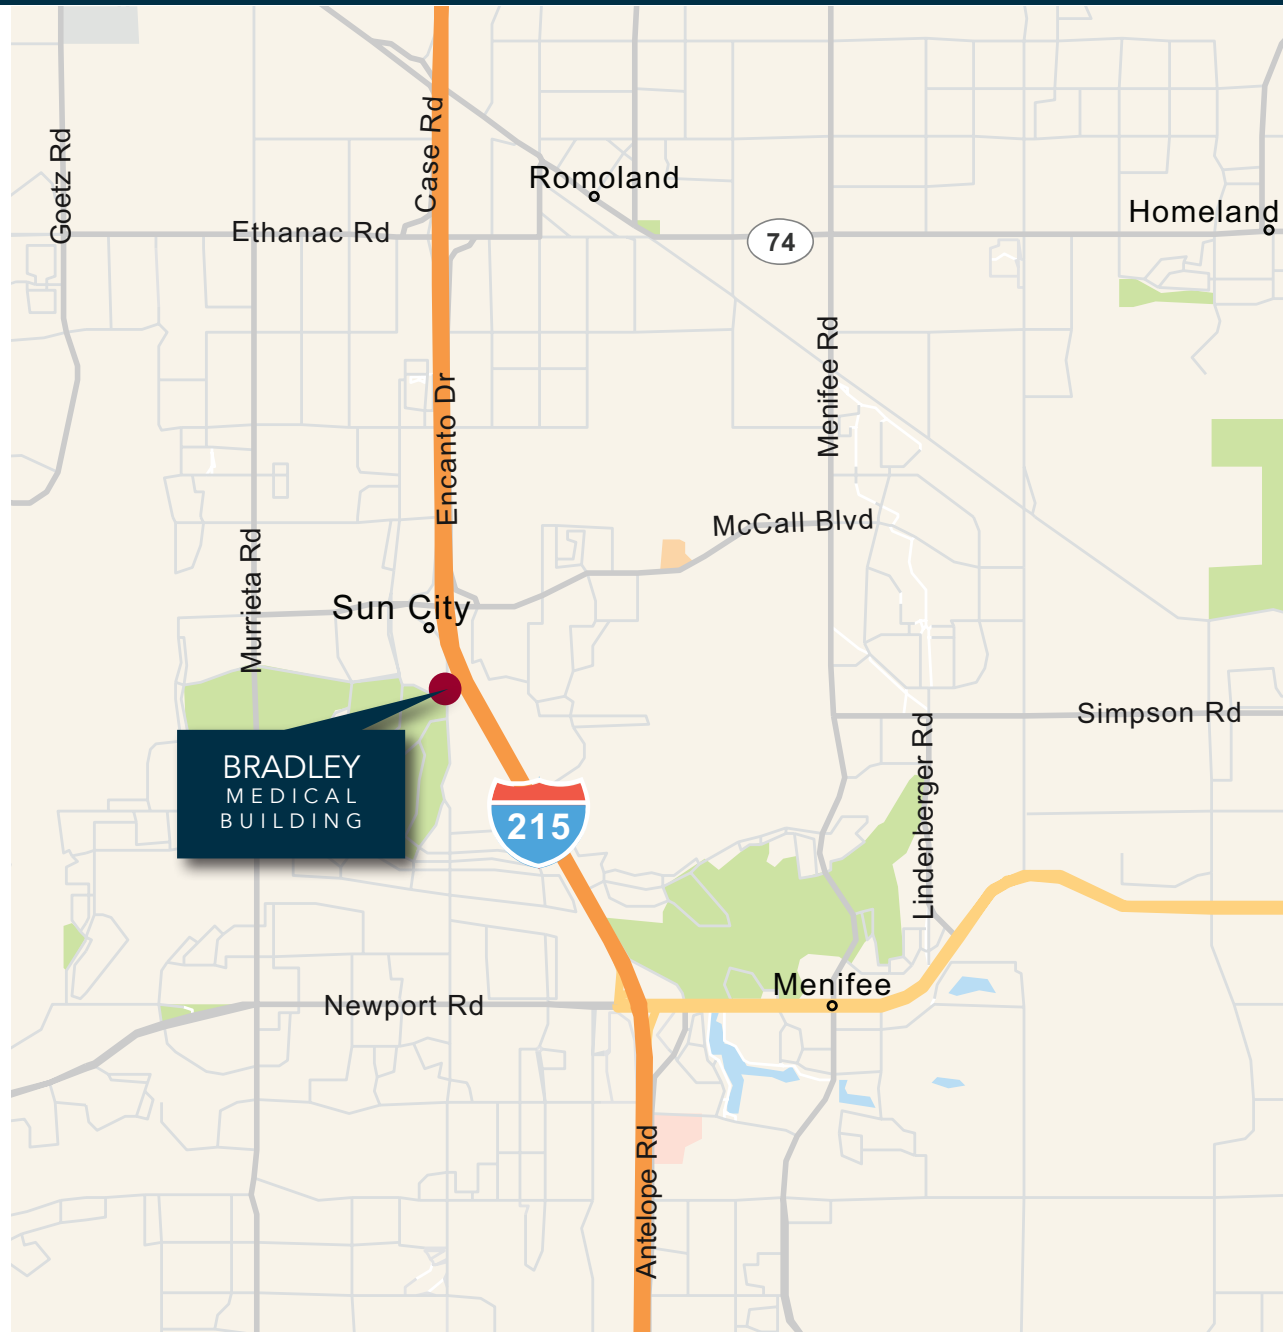 Case Rd
Goetz Rd
Romoland
Homeland
Ethanac Rd
74
Menifee Rd
Encanto Dr
McCall Blvd
Murrieta Rd
Sun City
Simpson Rd
Lindenberger Rd
BRADLEY
MEDICAL
BUILDING
215
Menifee
Newport Rd
Antelope Rd